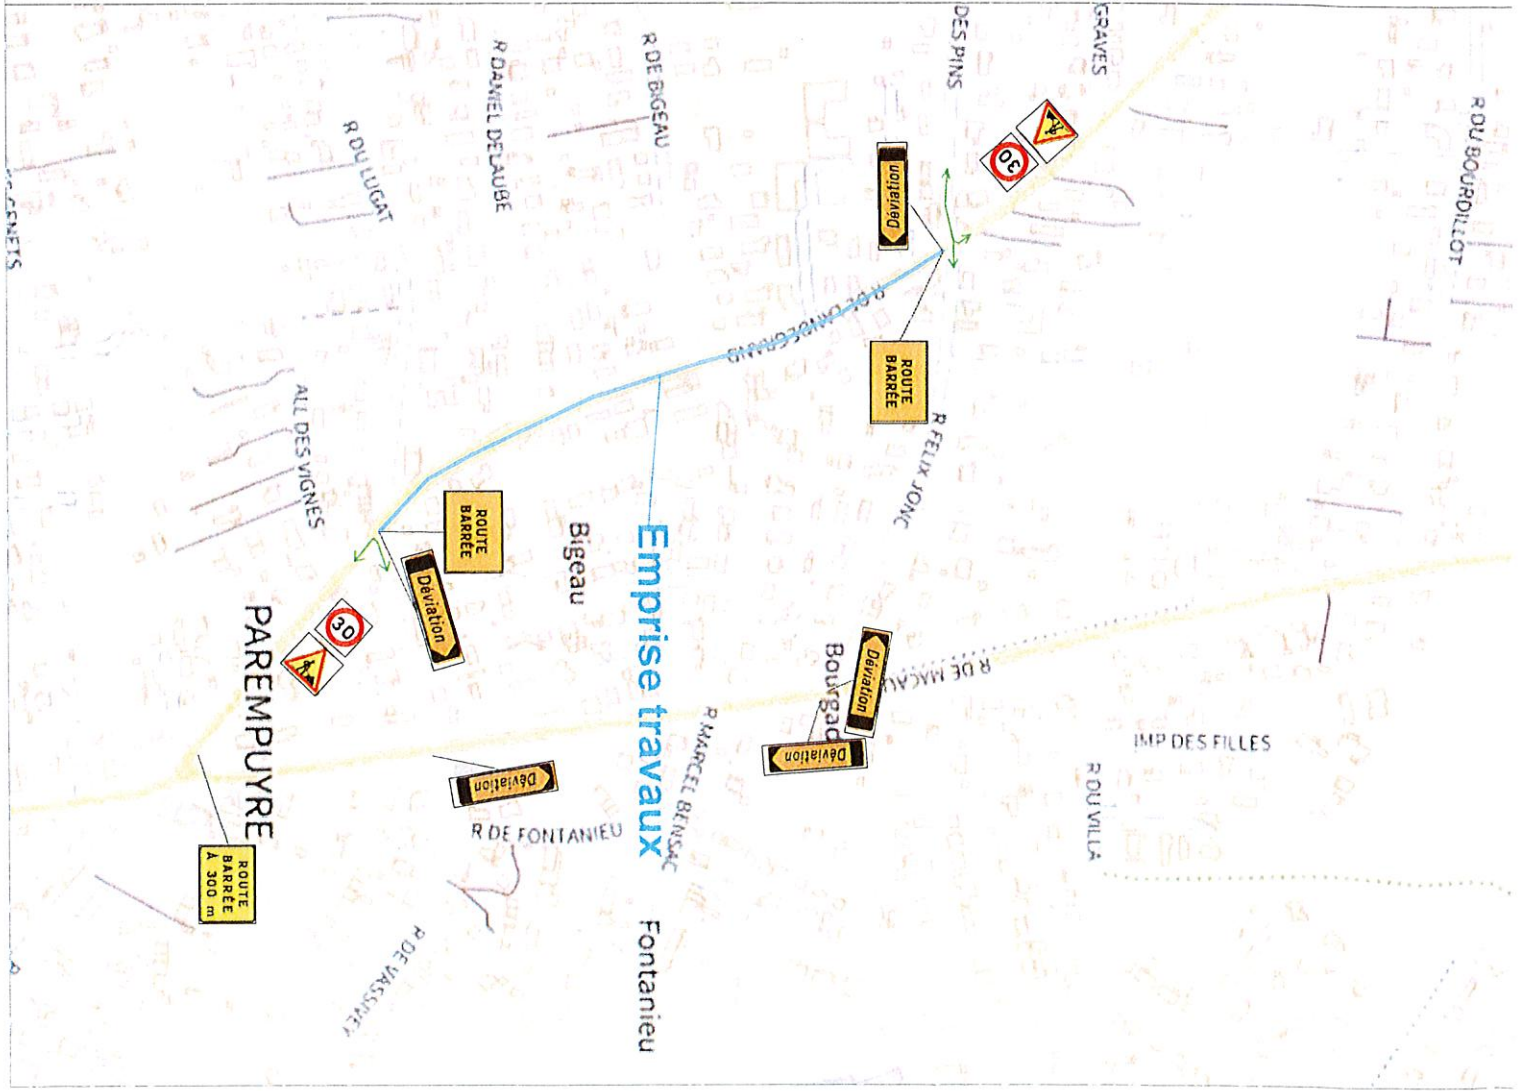 R DU BOURDILLOT
GRAVES
DES PINS
R DE BIGEAU
R DANIEL DELAUBE
R DU LUGAT
30
Déviation
R DE LANDEGRAND
ROUTE
BARRÉE
R FELIX JONC
ALL DES VIGNES
ROUTE
BARRÉE
Déviation
Bigeau
Emprise travaux
30
PAREMPUYRE
Déviation
Bourgad
Déviation
R DE MACAU
IMP DES FILLES
R DU VILLA
R MARCEL BENSAC
Déviation
R DE FONTANIEU
ROUTE
BARRÉE
À 300 m
Fontanieu
R DE VASSIVEY